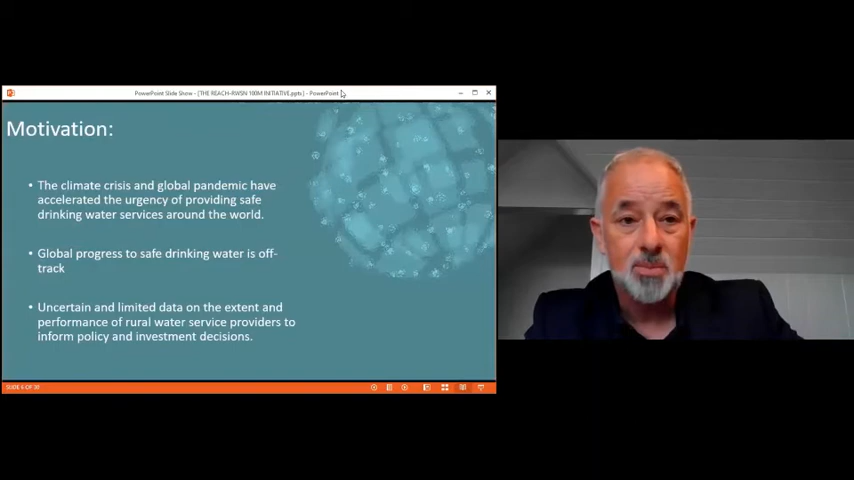 PowerPoint Slide Show - [THE REACH-RWSN 100M INITIATIVE.pptx] - PowerPoint
Motivation:
• The climate crisis and global pandemic have
accelerated the urgency of providing safe
drinking water services around the world.
• Global progress to safe drinking water is off-
track
• Uncertain and limited data on the extent and
performance of rural water service providers to
inform policy and investment decisions.
SLIDE 6 OF 30